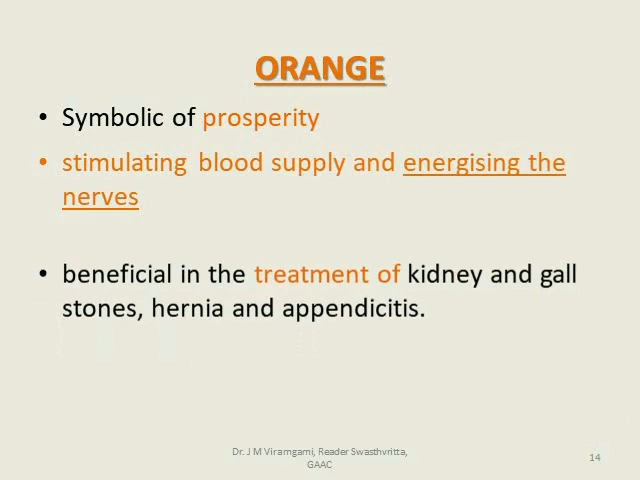 ORANGE
• Symbolic of prosperity
• stimulating blood supply and energising the
nerves
• beneficial in the treatment of kidney and gall
stones, hernia and appendicitis.
Dr. J M Viramgami, Reader Swasthvritta,
GAAC
14